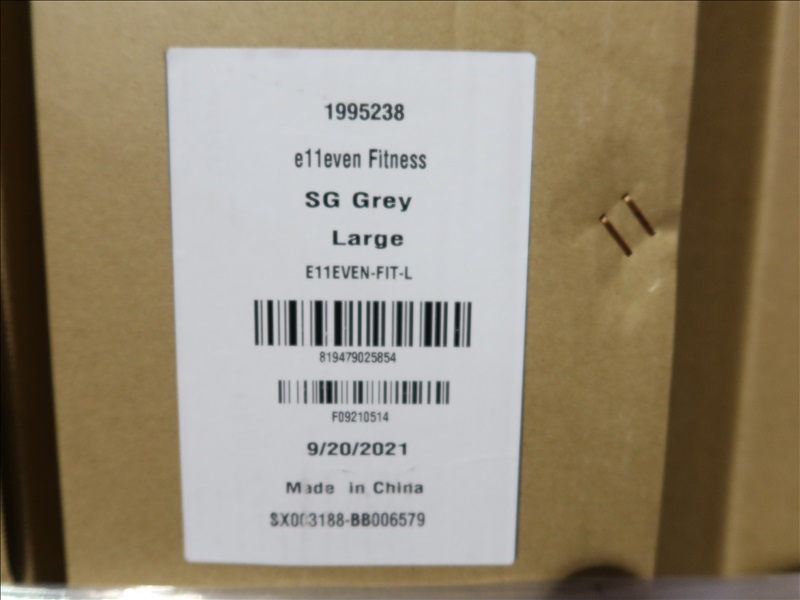 1995238
e11even Fitness
SG Grey
Large
E11EVEN-FIT-L
819479025854
F09210514
9/20/2021
Made in China
SX003188-BB006579